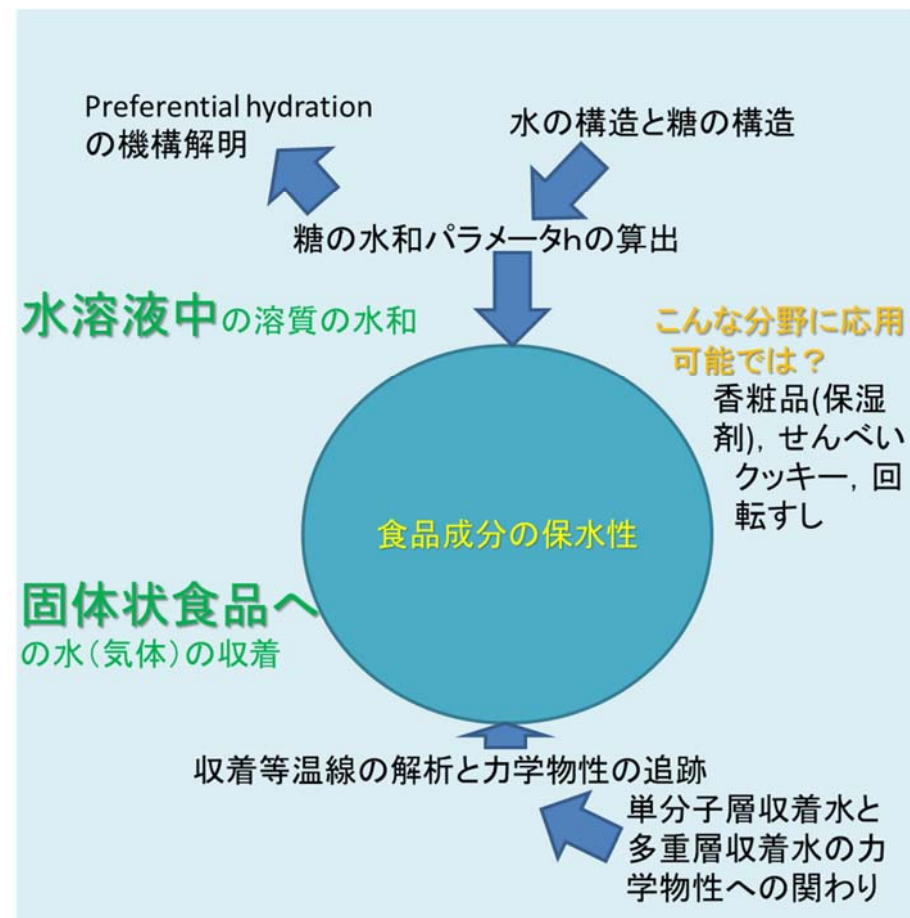 Preferential hydration
の機構解明
水の構造と糖の構造
糖の水和パラメータhの算出
水溶液中の溶質の水和
こんな分野に応用
可能では？
香粧品(保湿
剤)，せんべい
クッキー，回
転すし
食品成分の保水性
固体状食品へ
の水（気体）の収着
収着等温線の解析と力学物性の追跡
単分子層収着水と
多重層収着水の力
学物性への関わり